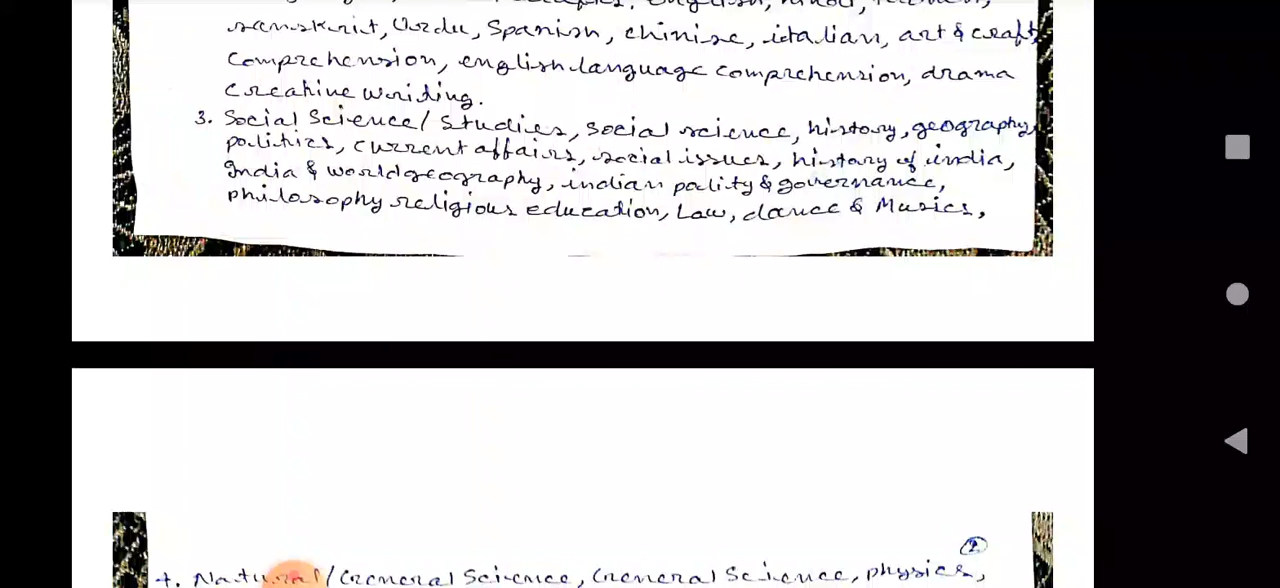 english, hindi,
sanskrit, Urdu, Spanish, chinise, italian, art & craft,
Comprehension, english language comprehension, drama
Creative writing.
3. Social Science/ Studies, social science, history, geography,
politics, current affairs, social issues, history of india,
India & world geography, indian polity & governance,
philosophy religious education, Law, dance & Musics,
2
4. Natural/General Science, General Science, physics,